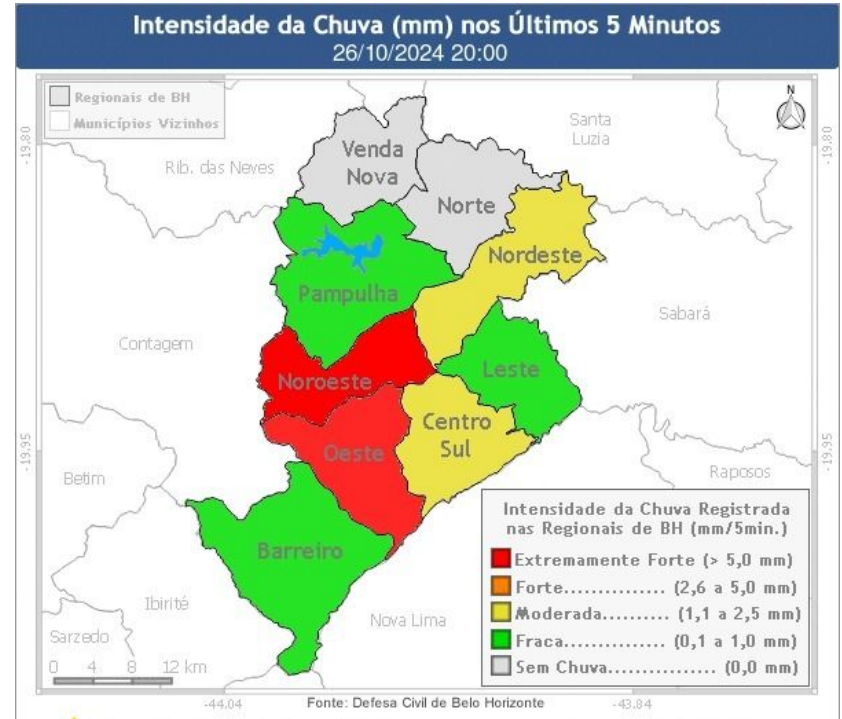 Intensidade da Chuva (mm) nos Últimos 5 Minutos
26/10/2024 20:00
Regionais de BH
Municípios Vizinhos
N
-19.80
-19.80
Santa
Luzia
Rib. das Neves
Venda
Nova
Norte
Nordeste
Pampulha
Sabará
Contagem
Noroeste
Leste
Centro
Sul
Oeste
-19.95
-19.95
Betim
Raposos
Barreiro
Ibirité
Nova Lima
Sarzedo
0 4 8 12 km
Intensidade da Chuva Registrada
nas Regionais de BH (mm/5min.)
Extremamente Forte (> 5,0 mm)
Forte............... (2,6 a 5,0 mm)
Moderada.......... (1,1 a 2,5 mm)
Fraca............... (0,1 a 1,0 mm)
Sem Chuva................ (0,0 mm)
-44.04
Fonte: Defesa Civil de Belo Horizonte
-43.84